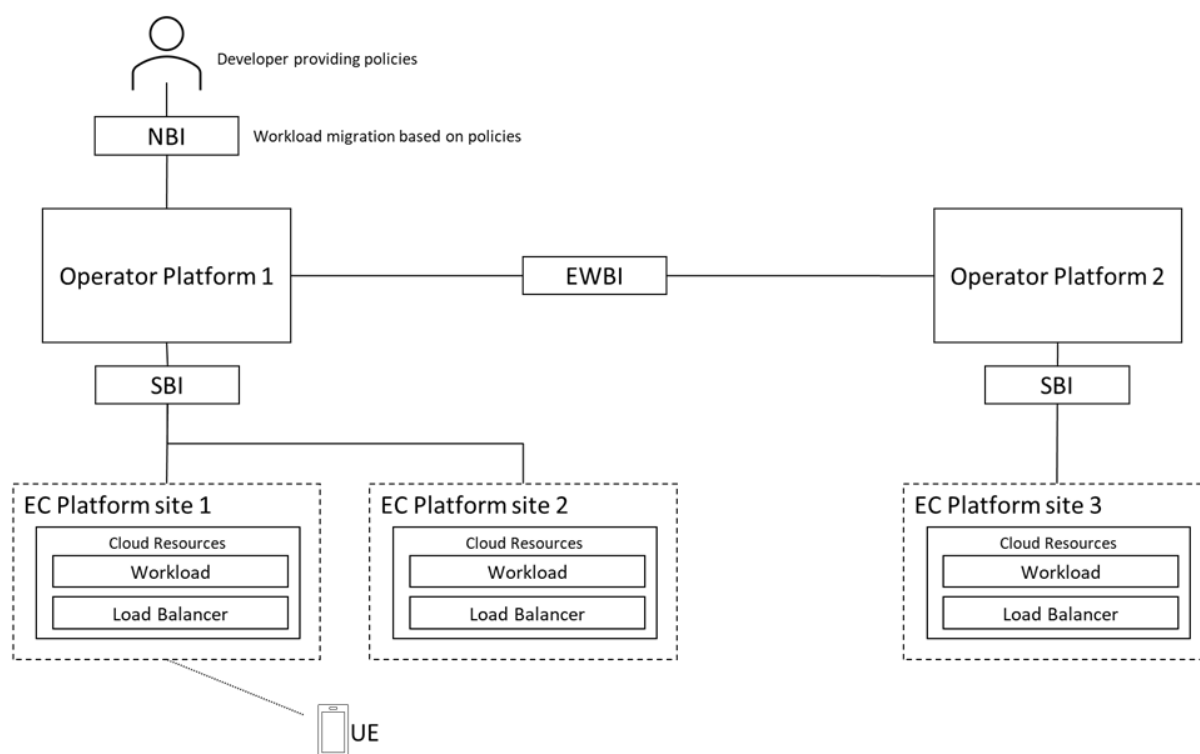 Developer providing policies
NBI
Workload migration based on policies
Operator Platform 1
EWBI
Operator Platform 2
SBI
SBI
EC Platform site 1
Cloud Resources
Workload
Load Balancer
EC Platform site 2
Cloud Resources
Workload
Load Balancer
EC Platform site 3
Cloud Resources
Workload
Load Balancer
UE